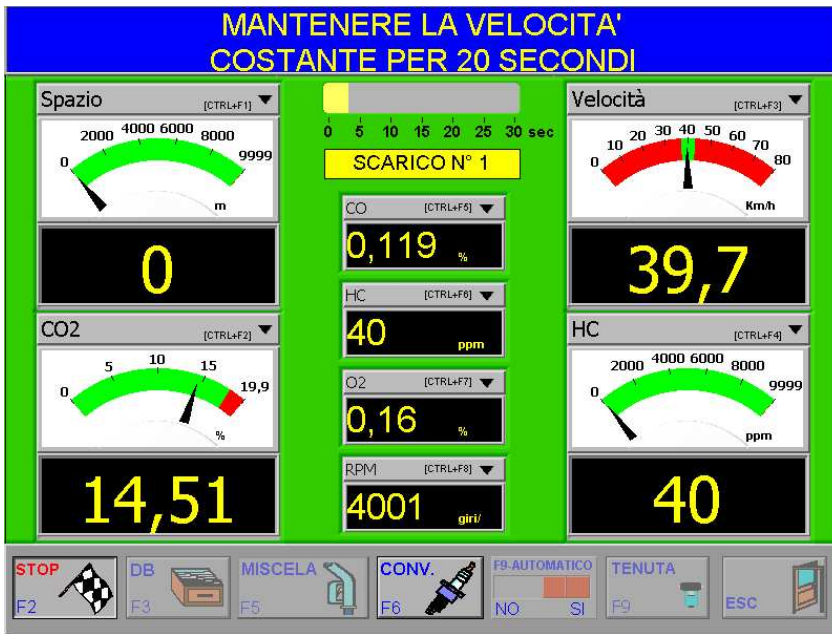 MANTENERE LA VELOCITA'
COSTANTE PER 20 SECONDI
Spazio [CTRL+F1]
0 2000 4000 6000 8000 9999
m
0
CO2 [CTRL+F2]
0 5 10 15 19,9
%
14,51
0 5 10 15 20 25 30 sec
SCARICO N° 1
CO [CTRL+F5]
0,119 %
HC [CTRL+F6]
40 ppm
O2 [CTRL+F7]
0,16 %
RPM [CTRL+F8]
4001 giri/
Velocità [CTRL+F3]
0 10 20 30 40 50 60 70 80
Km/h
39,7
HC [CTRL+F4]
0 2000 4000 6000 8000 9999
ppm
40
STOP
F2
DB
F3
MISCELA
F5
CONV.
F6
F9-AUTOMATICO
NO SI
TENUTA
F9
ESC